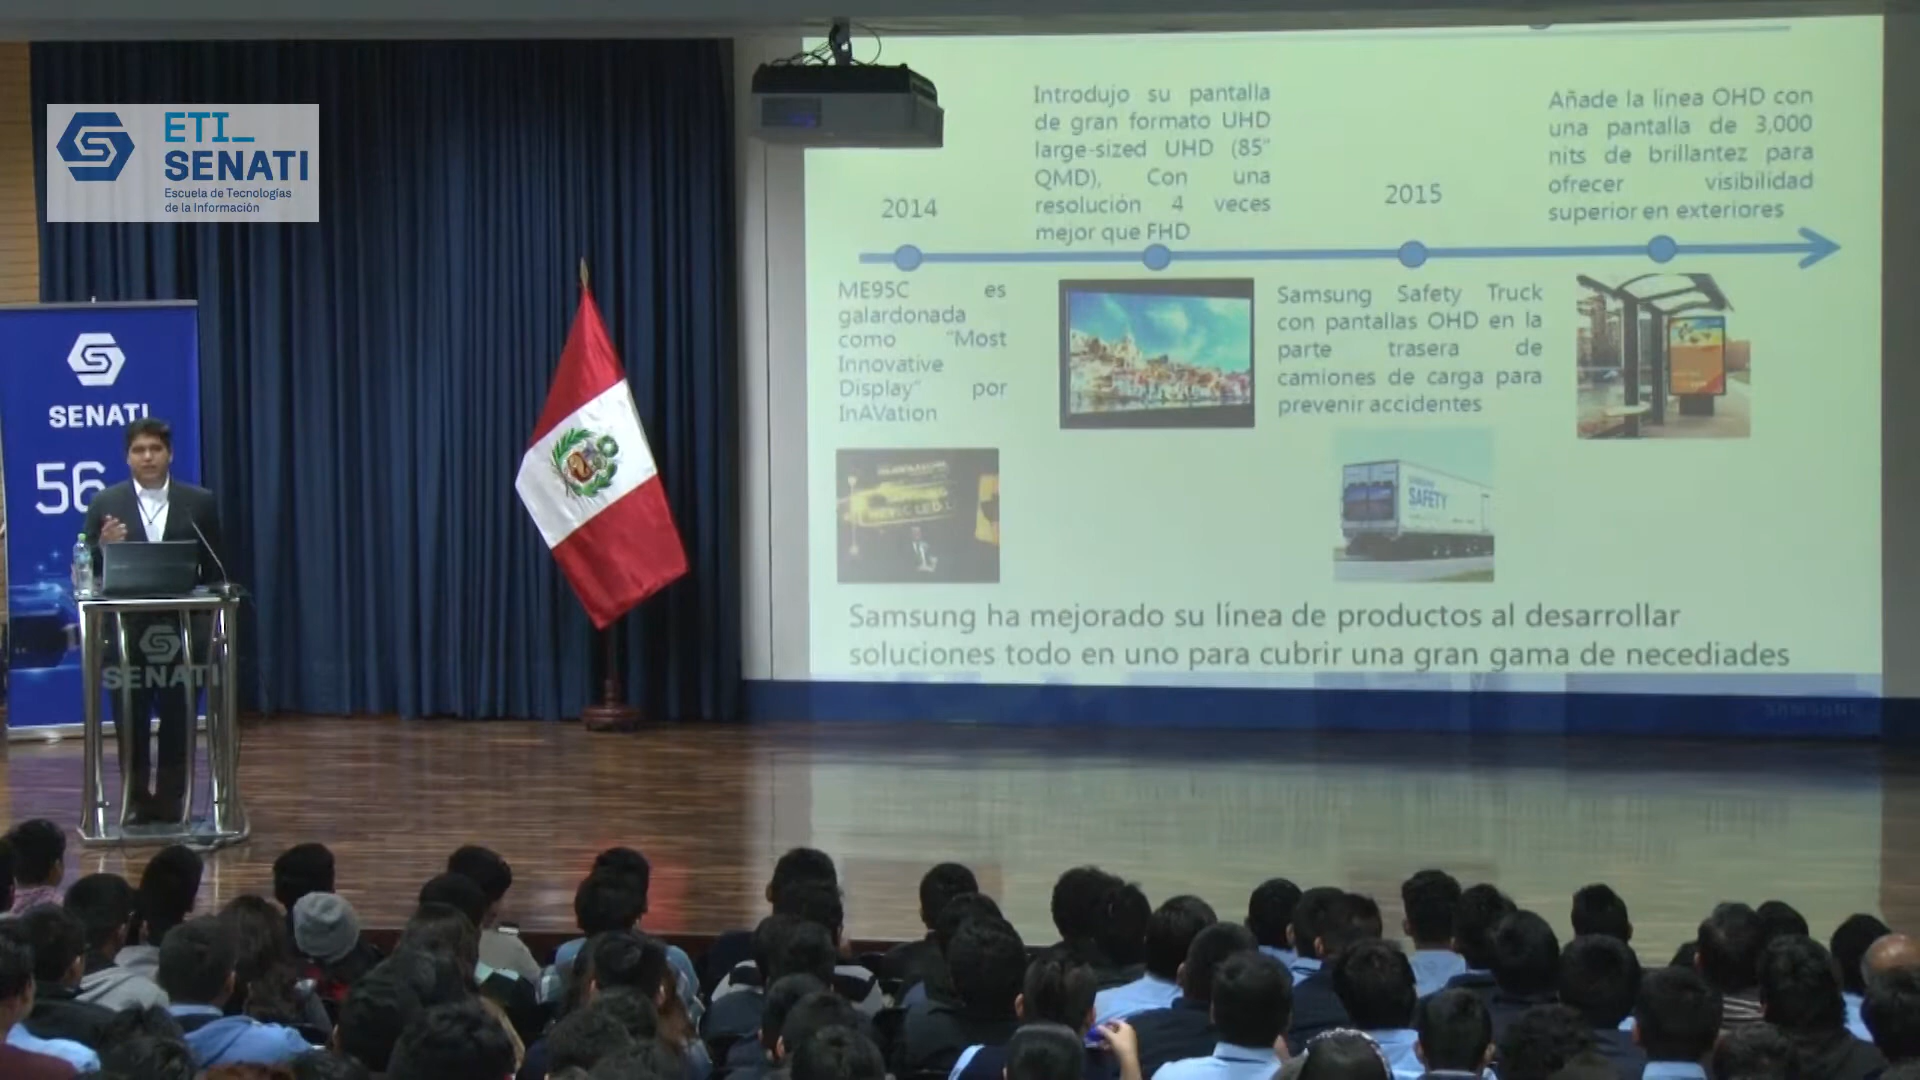 ETI_
SENATI
Escuela de Tecnologías
de la Información
SENATI
56
SENATI
2014
Introdujo su pantalla
de gran formato UHD
large-sized UHD (85"
QMD), Con una
resolución 4 veces
mejor que FHD
2015
Añade la línea OHD con
una pantalla de 3,000
nits de brillantez para
ofrecer visibilidad
superior en exteriores
ME95C es
galardonada
como "Most
Innovative
Display" por
InAVation
Samsung Safety Truck
con pantallas OHD en la
parte trasera de
camiones de carga para
prevenir accidentes
SAFETY
Samsung ha mejorado su línea de productos al desarrollar
soluciones todo en uno para cubrir una gran gama de necediades
SAMSUNG